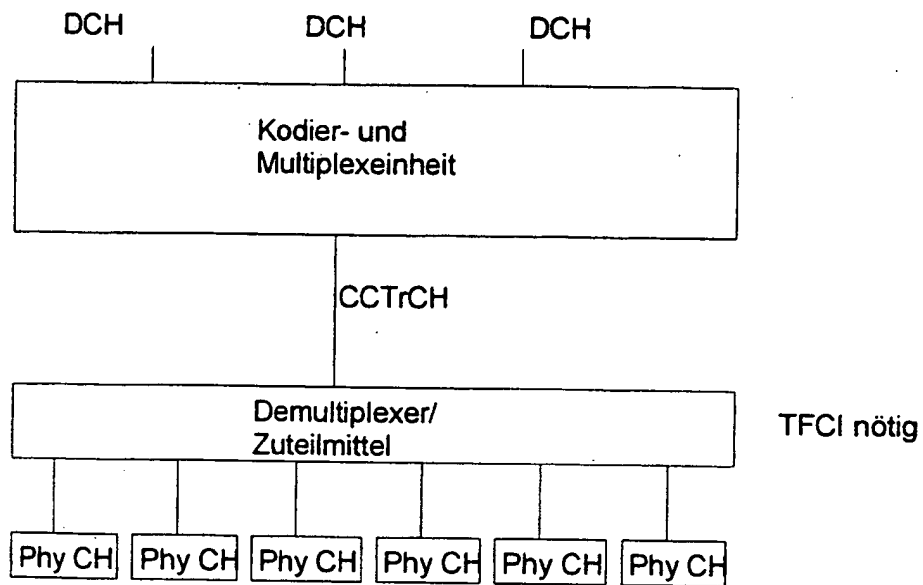 DCH DCH DCH
Kodier- und
Multiplexeinheit
CCTrCH
Demultiplexer/
Zuteilmittel
TFCI nötig
Phy CH Phy CH Phy CH Phy CH Phy CH Phy CH